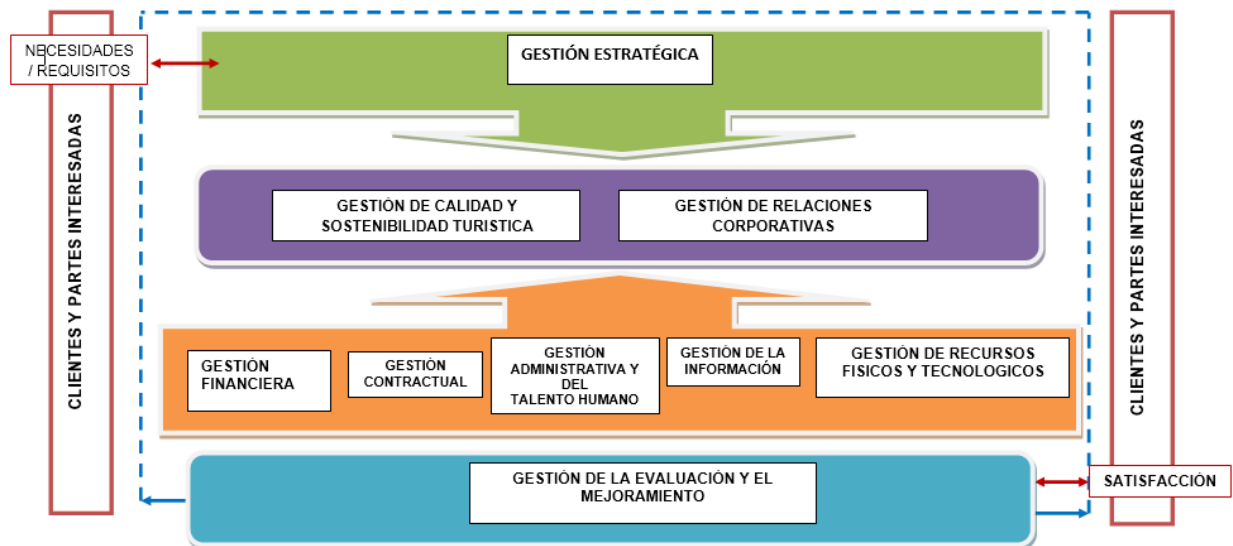 NECESIDADES
/ REQUISITOS
CLIENTES Y PARTES INTERESADAS
GESTIÓN ESTRATÉGICA
GESTIÓN DE CALIDAD Y
SOSTENIBILIDAD TURISTICA
GESTIÓN DE RELACIONES
CORPORATIVAS
GESTIÓN
FINANCIERA
GESTIÓN
CONTRACTUAL
GESTIÓN
ADMINISTRATIVA Y
DEL
TALENTO HUMANO
GESTIÓN DE LA
INFORMACIÓN
GESTIÓN DE RECURSOS
FISICOS Y TECNOLOGICOS
GESTIÓN DE LA EVALUACIÓN Y EL
MEJORAMIENTO
CLIENTES Y PARTES INTERESADAS
SATISFACCIÓN